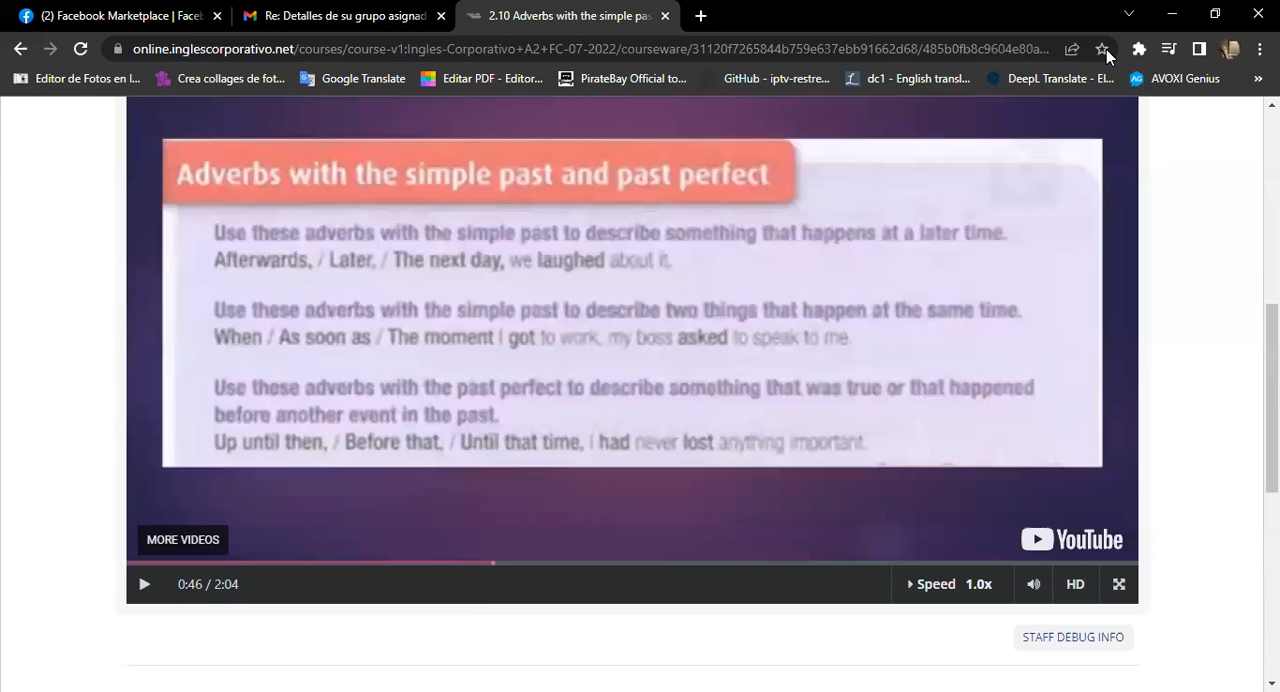 (2) Facebook Marketplace | Faceb
Re: Detalles de su grupo asignad
2.10 Adverbs with the simple pas
online.inglescorporativo.net/courses/course-v1:Ingles-Corporativo+A2+FC-07-2022/courseware/31120f7265844b759e637ebb91662d68/485b0fb8c9604e80a...
Editor de Fotos en l...
Crea collages de fot...
Google Translate
Editar PDF - Editor...
PirateBay Official to...
GitHub - iptv-restre...
dc1 - English transl...
DeepL Translate - El...
AVOXI Genius
»
Adverbs with the simple past and past perfect
Use these adverbs with the simple past to describe something that happens at a later time.
Afterwards, / Later, / The next day, we laughed about it.
Use these adverbs with the simple past to describe two things that happen at the same time.
When / As soon as / The moment I got to work, my boss asked to speak to me.
Use these adverbs with the past perfect to describe something that was true or that happened
before another event in the past.
Up until then, / Before that, / Until that time, I had never lost anything important.
MORE VIDEOS
YouTube
0:46 / 2:04
Speed 1.0x
HD
STAFF DEBUG INFO